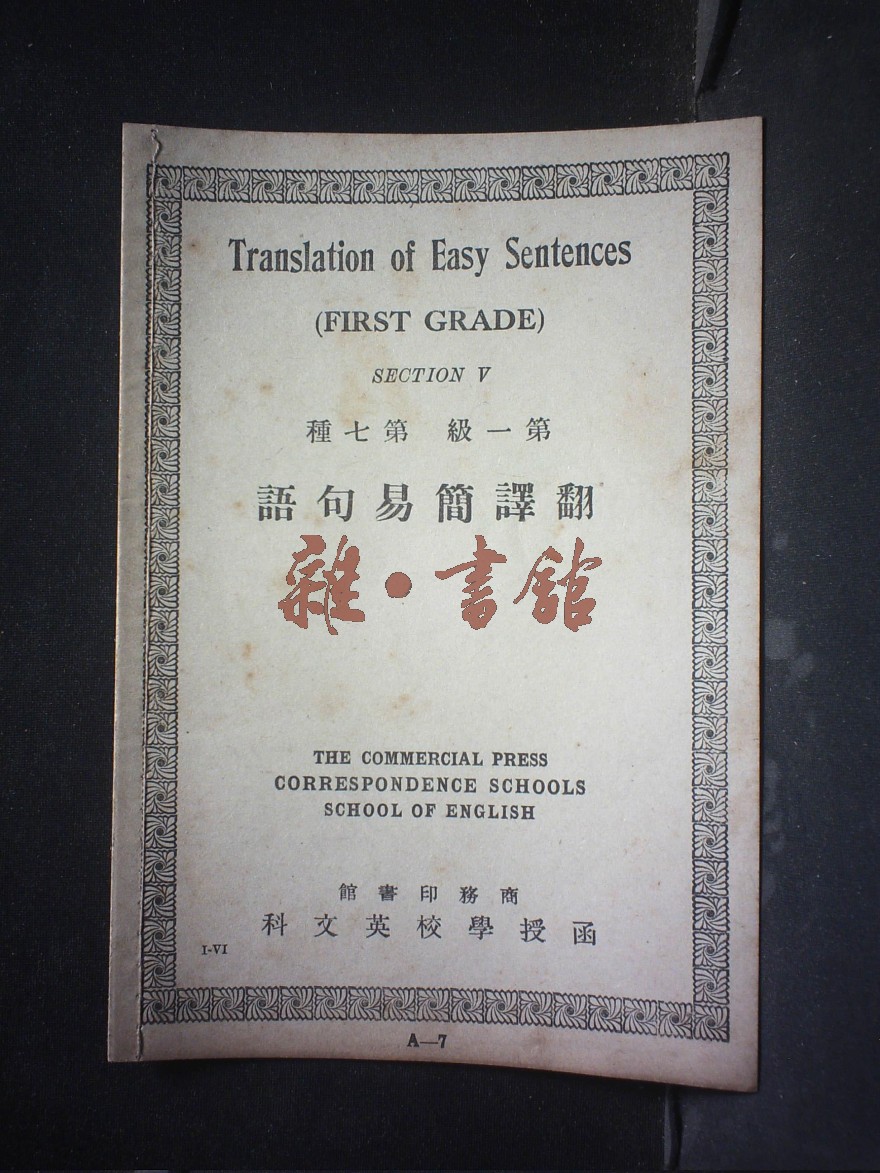 Translation of Easy Sentences
(FIRST GRADE)
SECTION V
第一級 第七種
翻譯簡易句語
雜·書館
THE COMMERCIAL PRESS
CORRESPONDENCE SCHOOLS
SCHOOL OF ENGLISH
商務印書館
函授學校英文科
I-VI
A—7